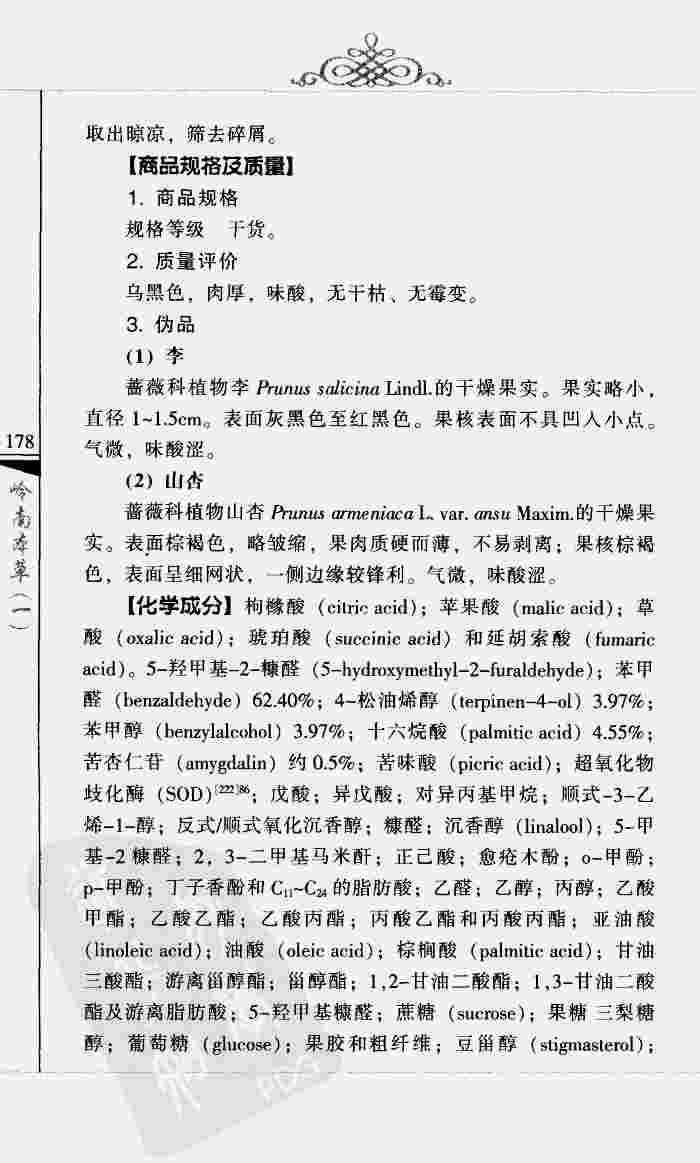 取出晾凉，筛去碎屑。
【商品规格及质量】
1. 商品规格
规格等级　干货。
2. 质量评价
乌黑色，肉厚，味酸，无干枯、无霉变。
3. 伪品
(1) 李
蔷薇科植物李 Prunus salicina Lindl.的干燥果实。果实略小，
直径 1~1.5cm。表面灰黑色至红黑色。果核表面不具凹入小点。
气微，味酸涩。
(2) 山杏
蔷薇科植物山杏 Prunus armeniaca L. var. ansu Maxim.的干燥果
实。表面棕褐色，略皱缩，果肉质硬而薄，不易剥离；果核棕褐
色，表面呈细网状，一侧边缘较锋利。气微，味酸涩。
【化学成分】枸橼酸（citric acid）；苹果酸（malic acid）；草
酸（oxalic acid）；琥珀酸（succinic acid）和延胡索酸（fumaric
acid）。5-羟甲基-2-糠醛（5-hydroxymethyl-2-furaldehyde）；苯甲
醛（benzaldehyde）62.40%；4-松油烯醇（terpinen-4-ol）3.97%；
苯甲醇（benzylalcohol）3.97%；十六烷酸（palmitic acid）4.55%；
苦杏仁苷（amygdalin）约 0.5%；苦味酸（picric acid）；超氧化物
歧化酶（SOD）[222]86；戊酸；异戊酸；对异丙基甲烷；顺式-3-乙
烯-1-醇；反式/顺式氧化沉香醇；糠醛；沉香醇（linalool）；5-甲
基-2 糠醛；2，3-二甲基马米酐；正己酸；愈疮木酚；o-甲酚；
p-甲酚；丁子香酚和 C11~C24 的脂肪酸；乙醛；乙醇；丙醇；乙酸
甲酯；乙酸乙酯；乙酸丙酯；丙酸乙酯和丙酸丙酯；亚油酸
（linoleic acid）；油酸（oleic acid）；棕榈酸（palmitic acid）；甘油
三酸酯；游离甾醇酯；甾醇酯；1,2-甘油二酸酯；1,3-甘油二酸
酯及游离脂肪酸；5-羟甲基糠醛；蔗糖（sucrose）；果糖 三梨糖
醇；葡萄糖（glucose）；果胶和粗纤维；豆甾醇（stigmasterol）；
178
岭南本草（一）